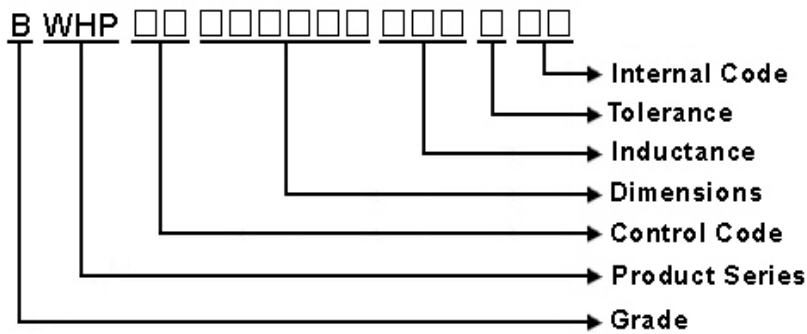 B WHP □□ □□□□□□ □□□ □ □□
Internal Code
Tolerance
Inductance
Dimensions
Control Code
Product Series
Grade